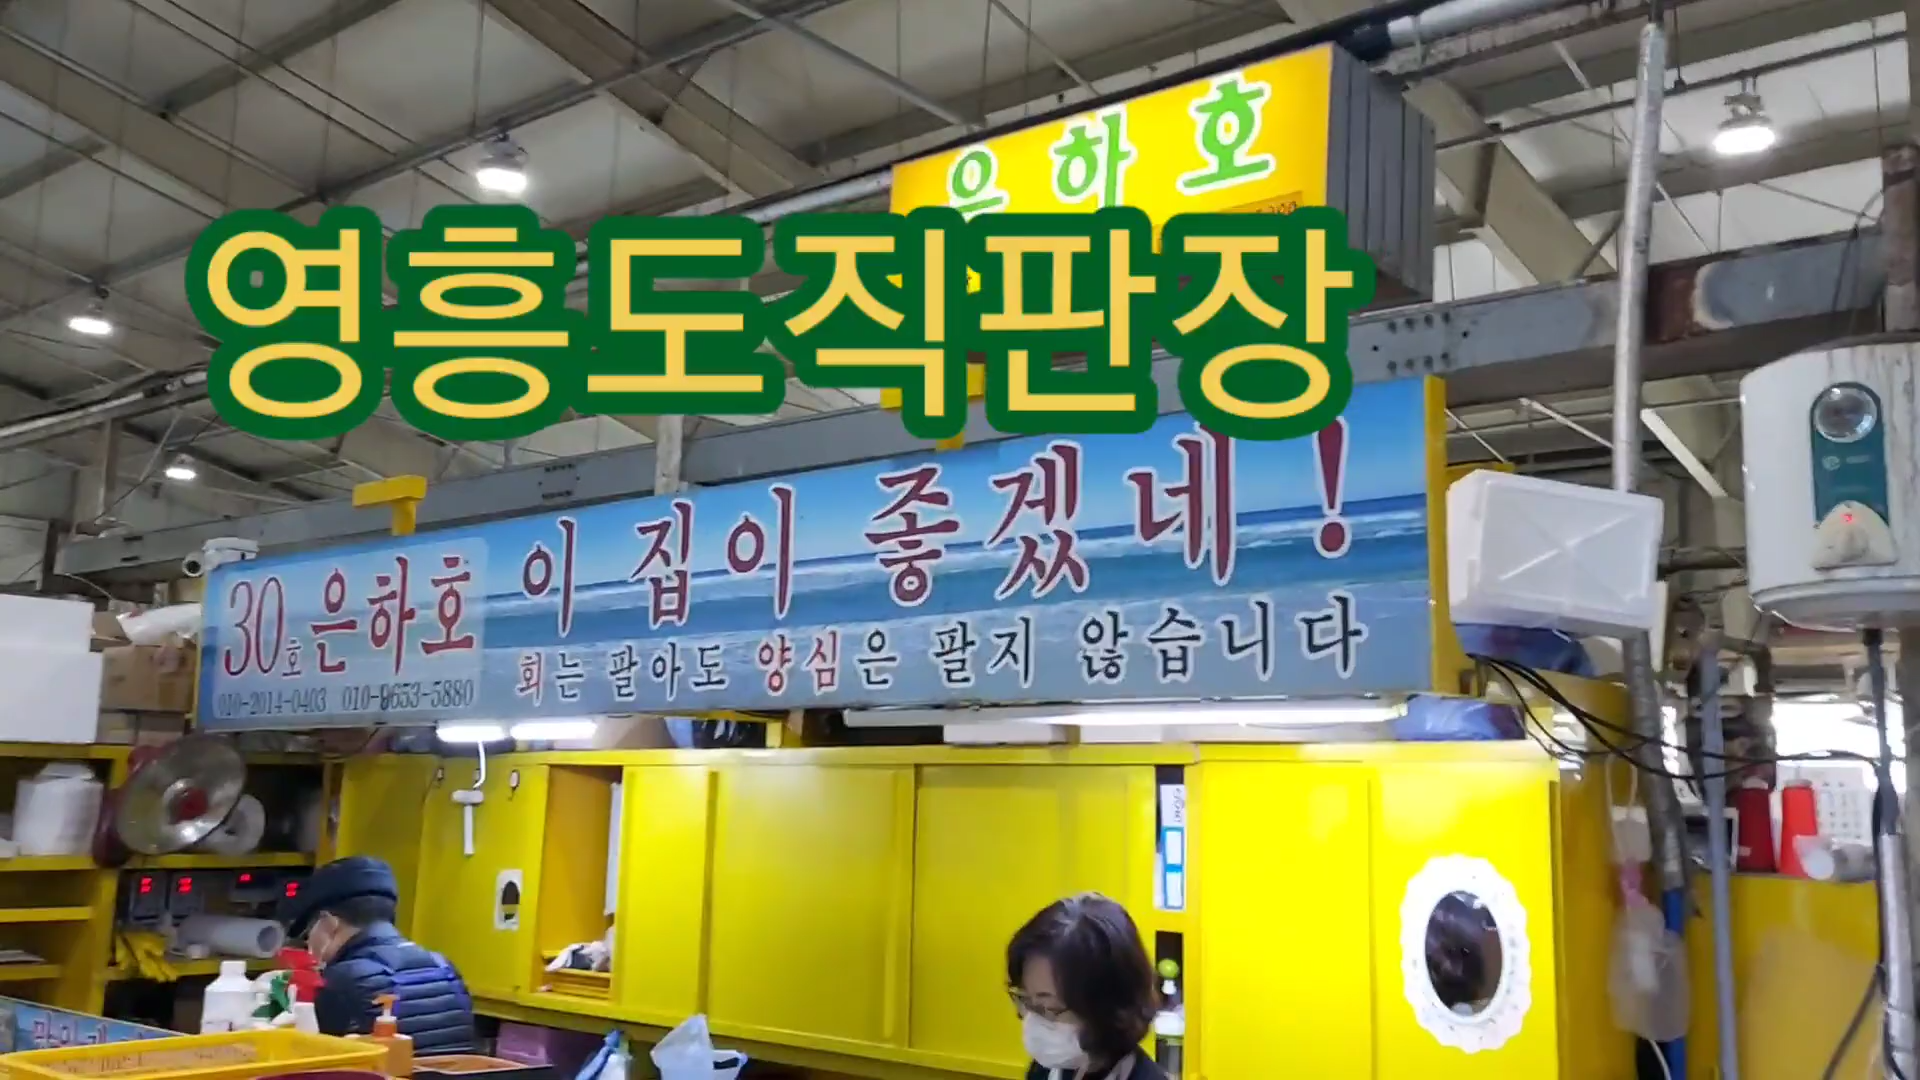 은하호
영흥도직판장
30호 은하호 이 집이 좋겠네!
010-2014-0403 010-9653-5880 회는 팔아도 양심은 팔지 않습니다